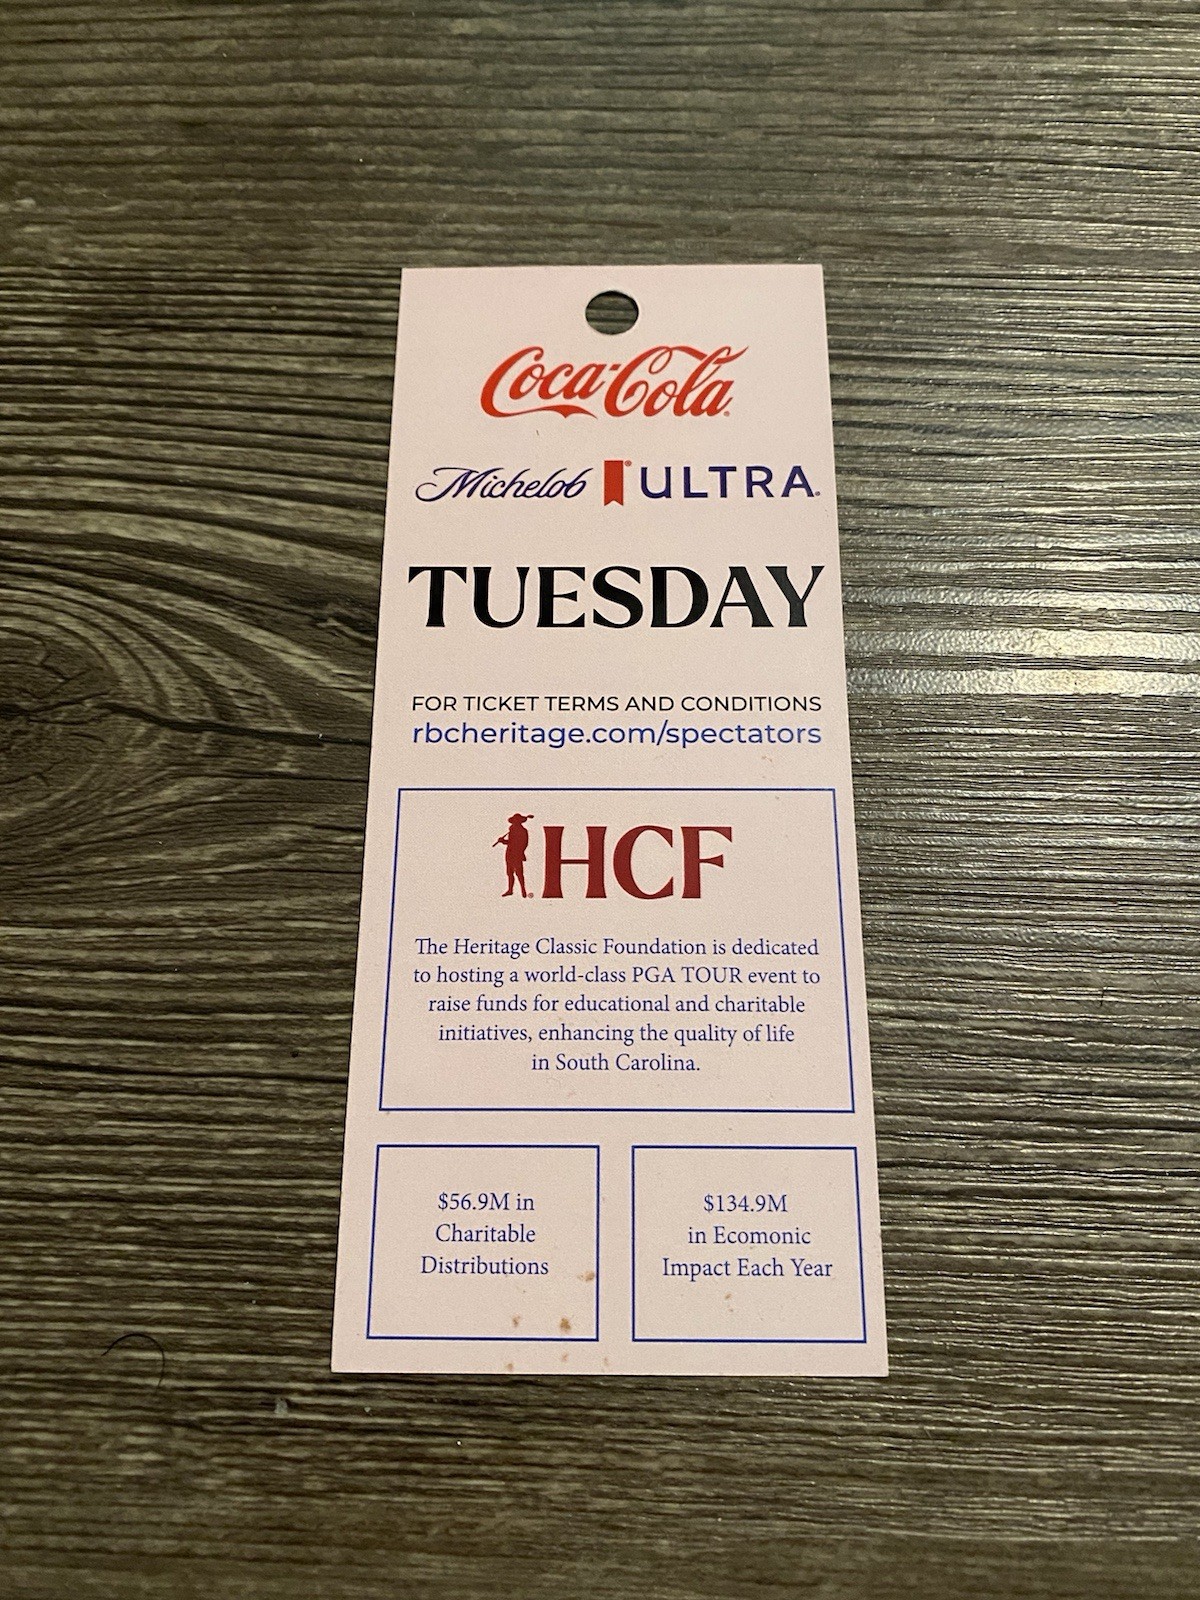 Coca-Cola
Michelob ULTRA
TUESDAY
FOR TICKET TERMS AND CONDITIONS
rbcheritage.com/spectators
HCF
The Heritage Classic Foundation is dedicated
to hosting a world-class PGA TOUR event to
raise funds for educational and charitable
initiatives, enhancing the quality of life
in South Carolina.
$56.9M in
Charitable
Distributions
$134.9M
in Ecomonic
Impact Each Year